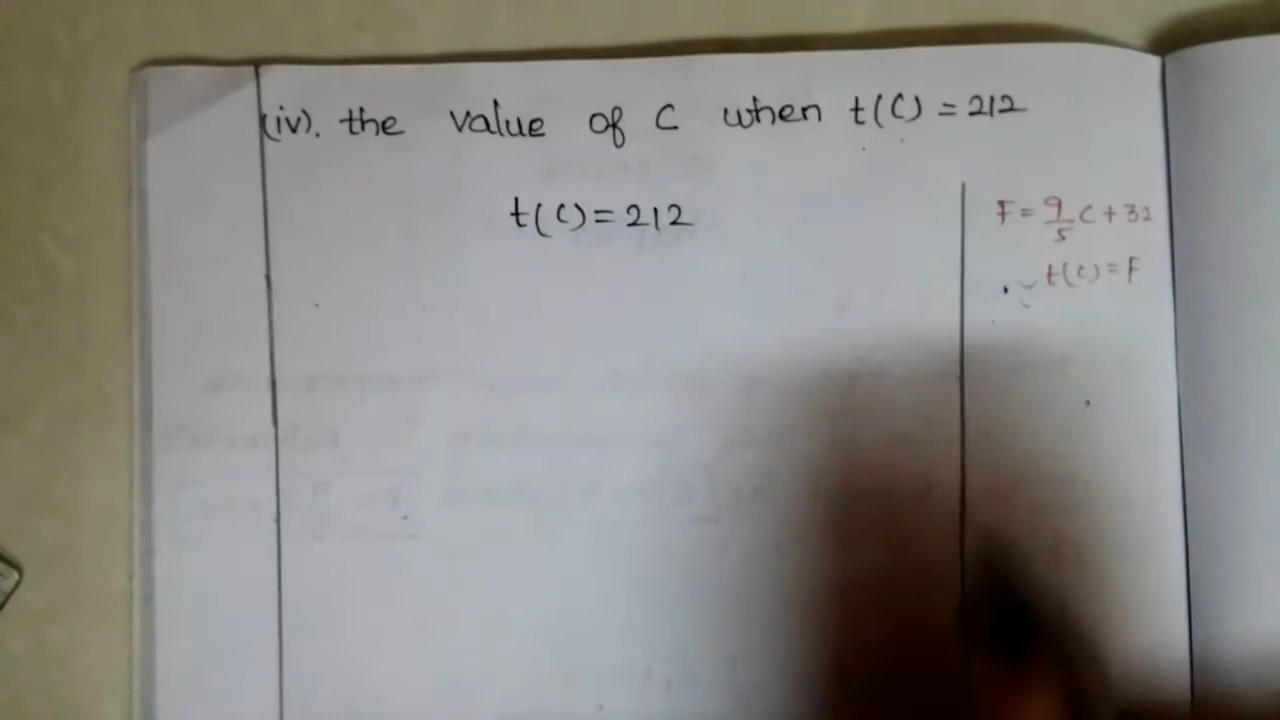 (iv). the value of C when t(C) = 212
t(C) = 212
F = 9/5 C + 32
t(C) = F